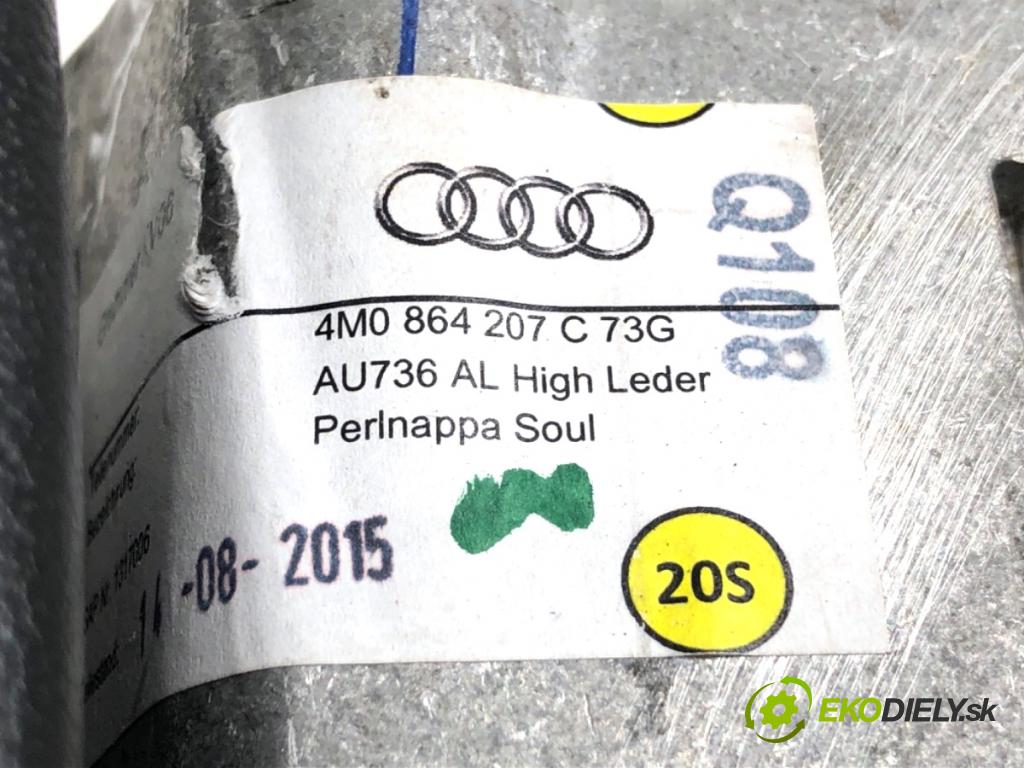 Q108
4M0 864 207 C 73G
AU736 AL High Leder
Perlnappa Soul
14-08-2015
20S
EKODIELY.sk